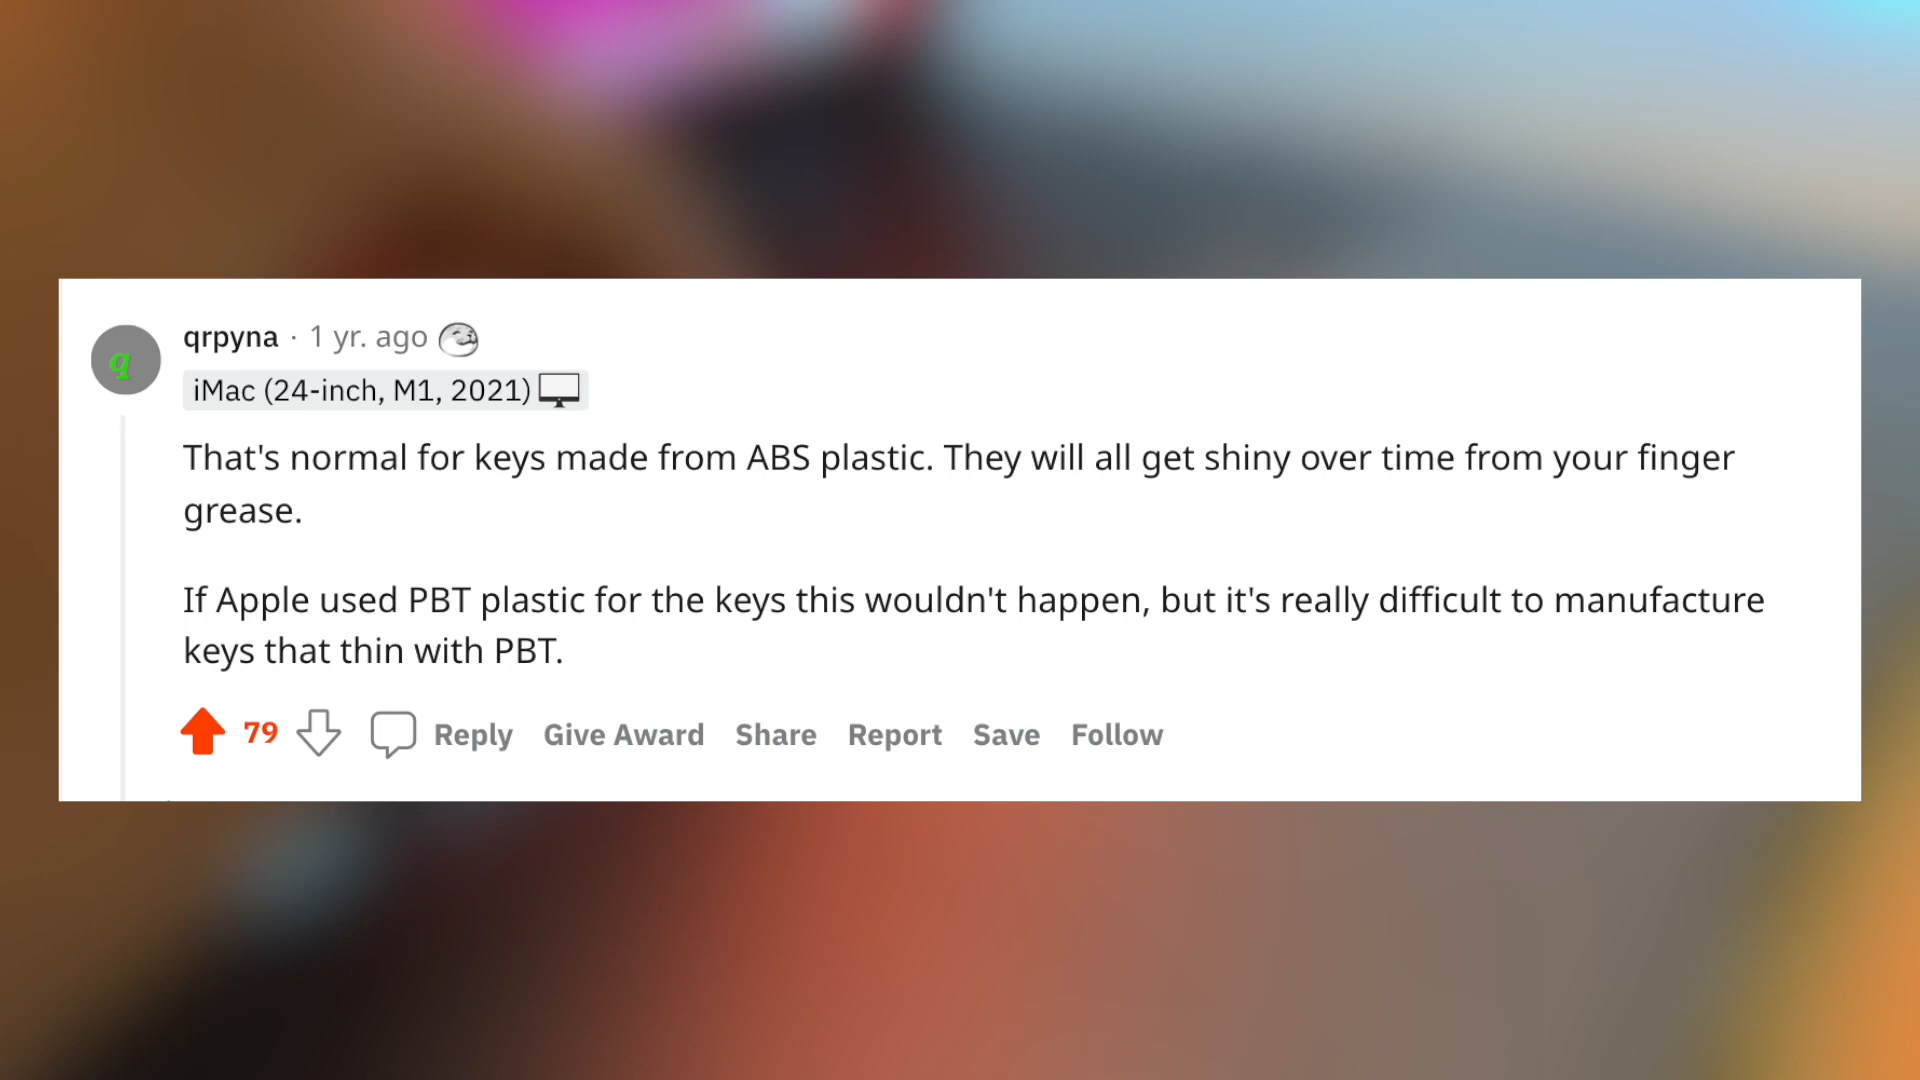 q
qrpyna · 1 yr. ago
iMac (24-inch, M1, 2021)
That's normal for keys made from ABS plastic. They will all get shiny over time from your finger
grease.
If Apple used PBT plastic for the keys this wouldn't happen, but it's really difficult to manufacture
keys that thin with PBT.
79 Reply Give Award Share Report Save Follow